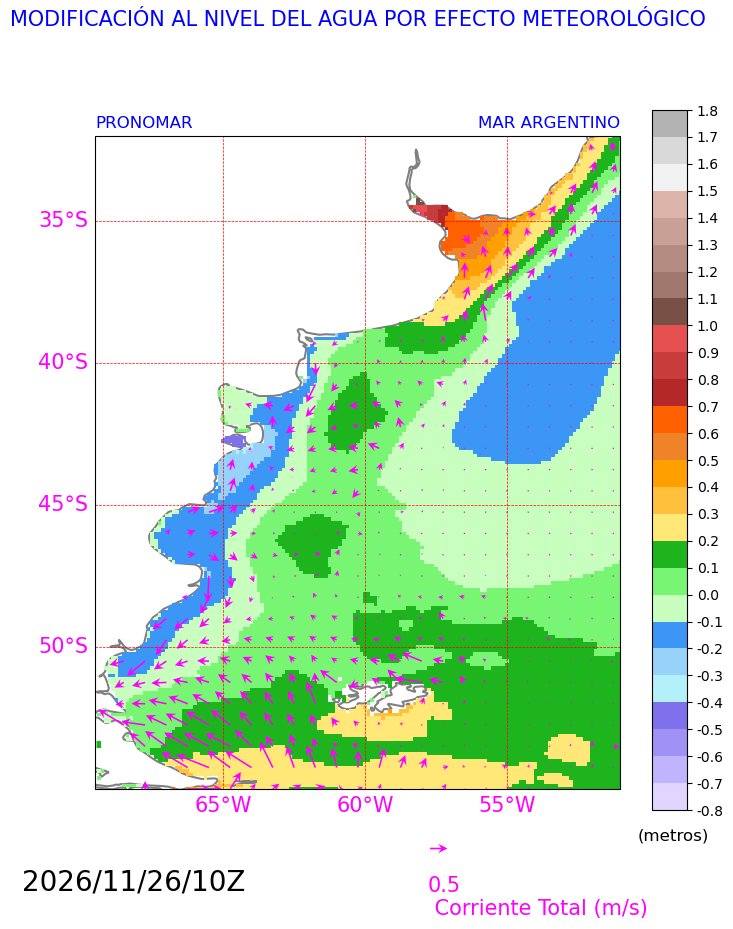 MODIFICACIÓN AL NIVEL DEL AGUA POR EFECTO METEOROLÓGICO
PRONOMAR MAR ARGENTINO
35°S
40°S
45°S
50°S
65°W 60°W 55°W
1.8
1.7
1.6
1.5
1.4
1.3
1.2
1.1
1.0
0.9
0.8
0.7
0.6
0.5
0.4
0.3
0.2
0.1
0.0
-0.1
-0.2
-0.3
-0.4
-0.5
-0.6
-0.7
-0.8
(metros)
2026/11/26/10Z
0.5
Corriente Total (m/s)